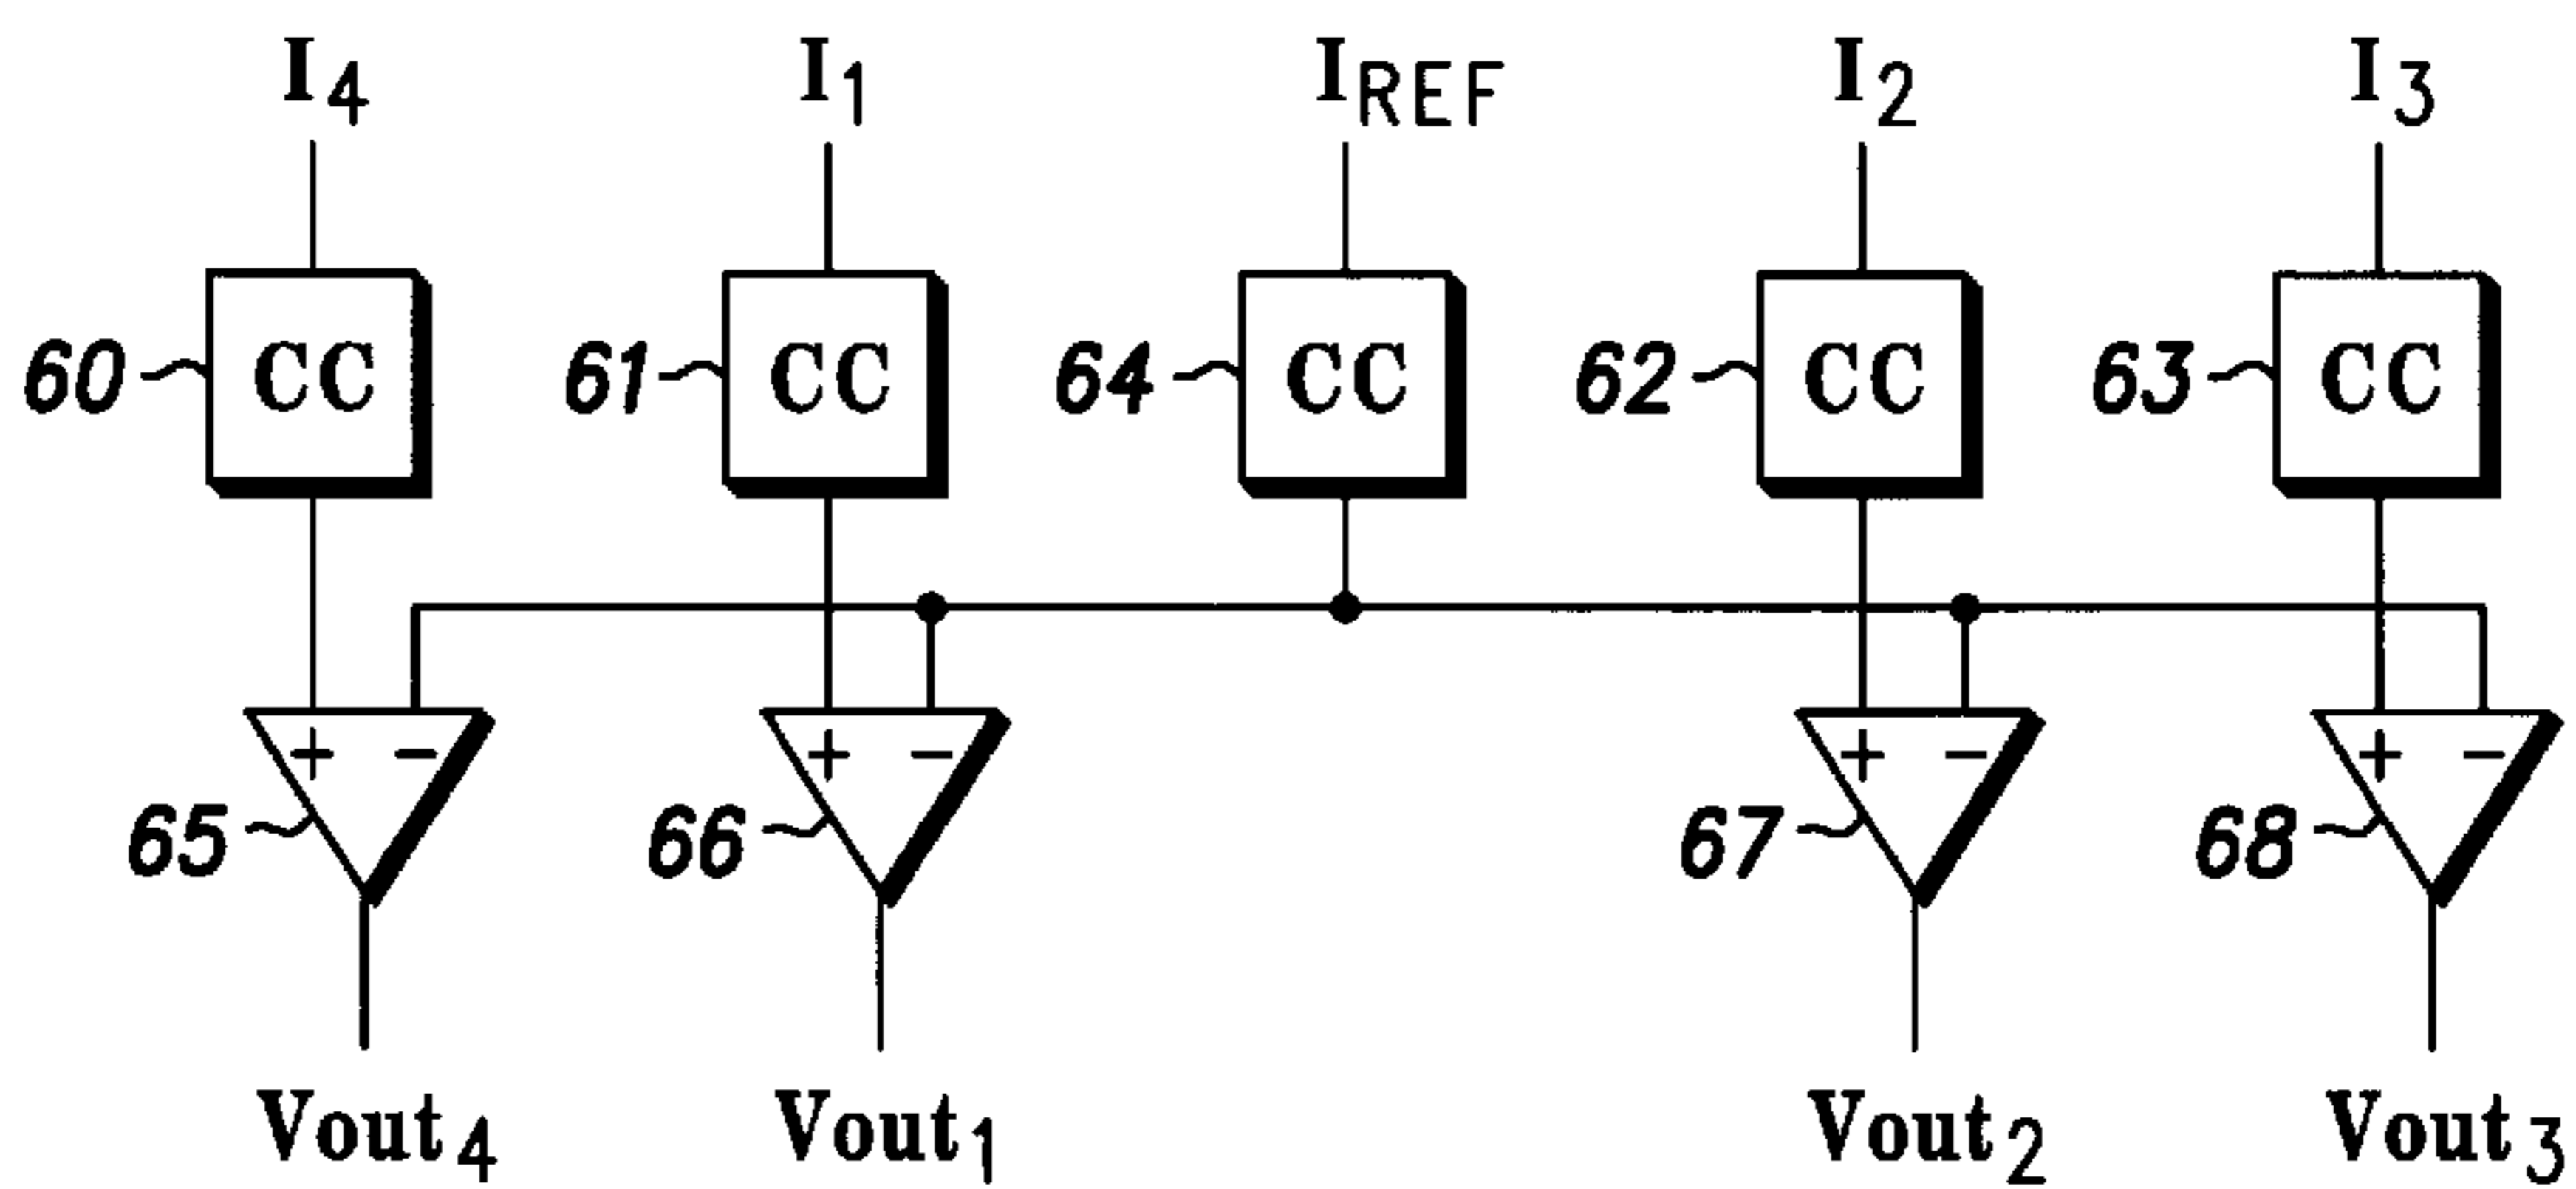 I4 I1 IREF I2 I3
60 CC 61 CC 64 CC 62 CC 63 CC
+ − + − + − + −
65 66 67 68
Vout4 Vout1 Vout2 Vout3